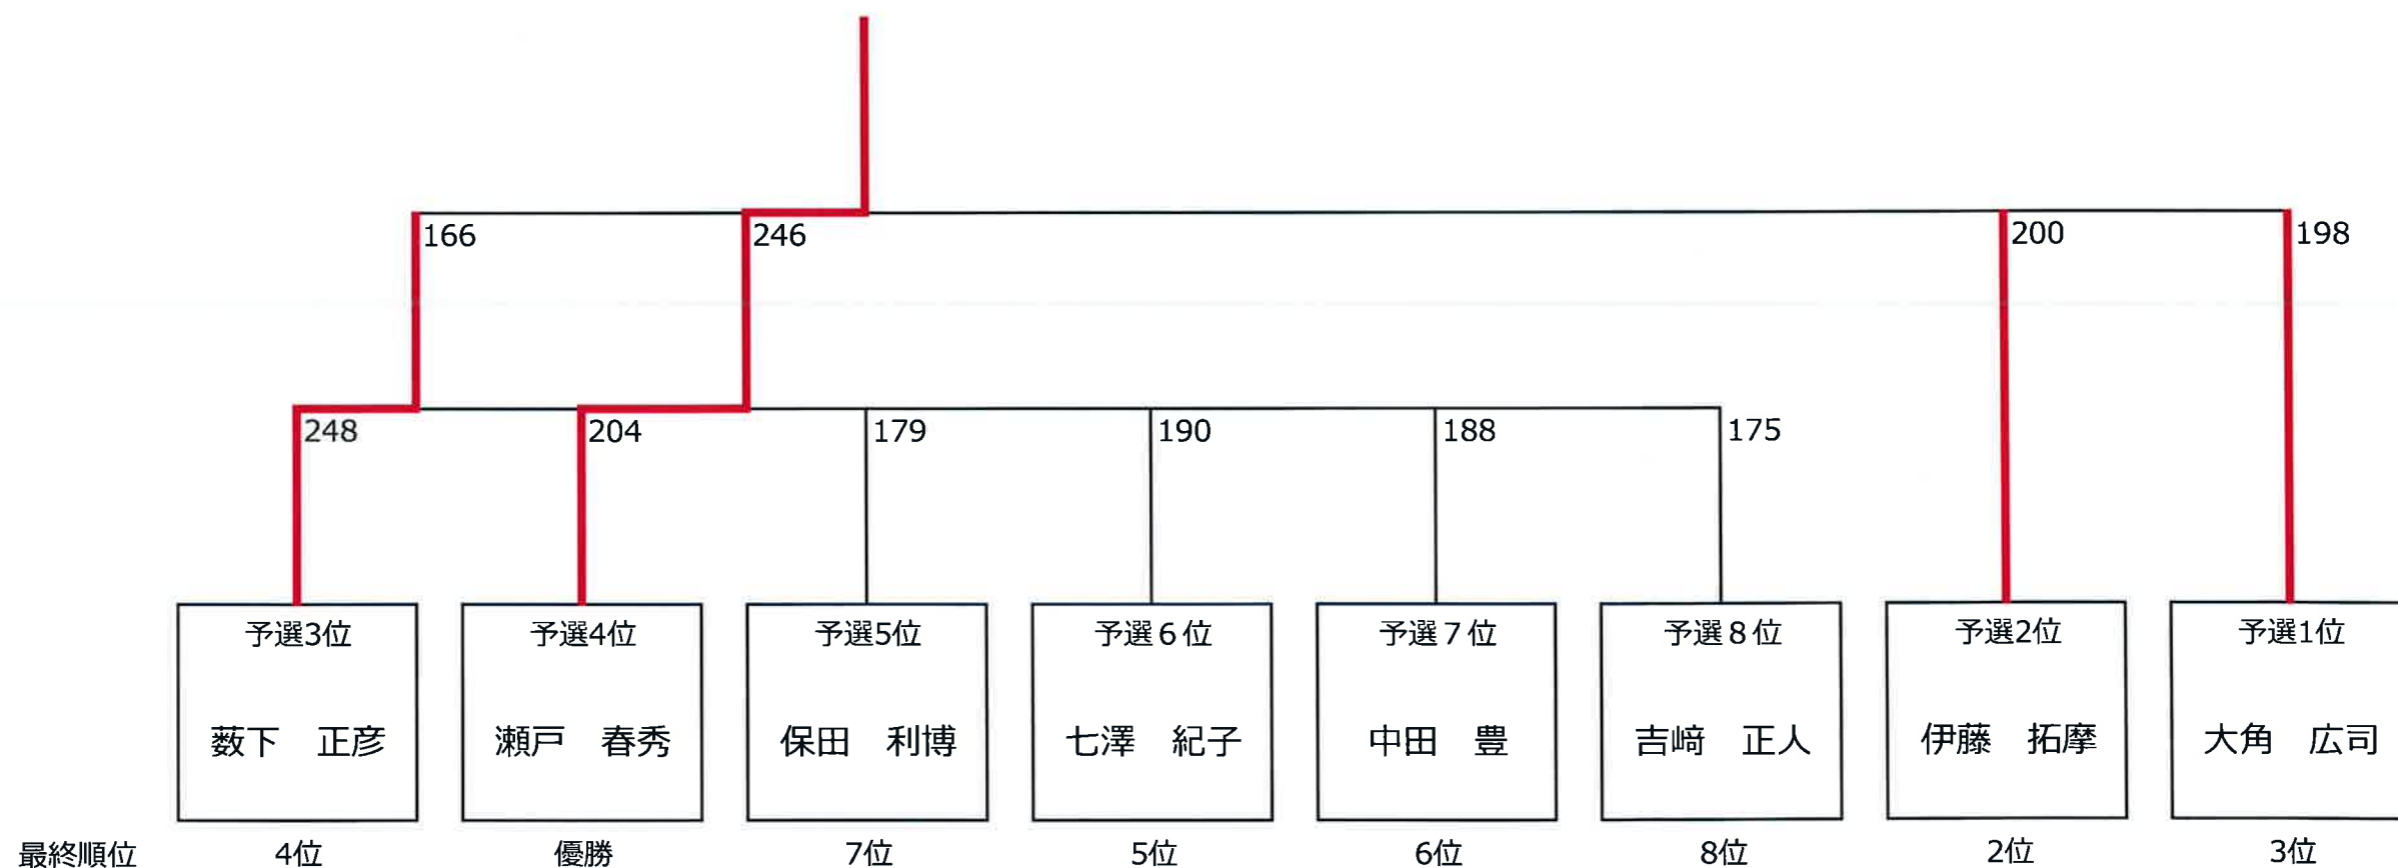 166 246 200 198
248 204 179 190 188 175
予選3位 予選4位 予選5位 予選６位 予選７位 予選８位 予選2位 予選1位
薮下　正彦 瀬戸　春秀 保田　利博 七澤　紀子 中田　豊 吉﨑　正人 伊藤　拓摩 大角　広司
最終順位 4位 優勝 7位 5位 6位 8位 2位 3位